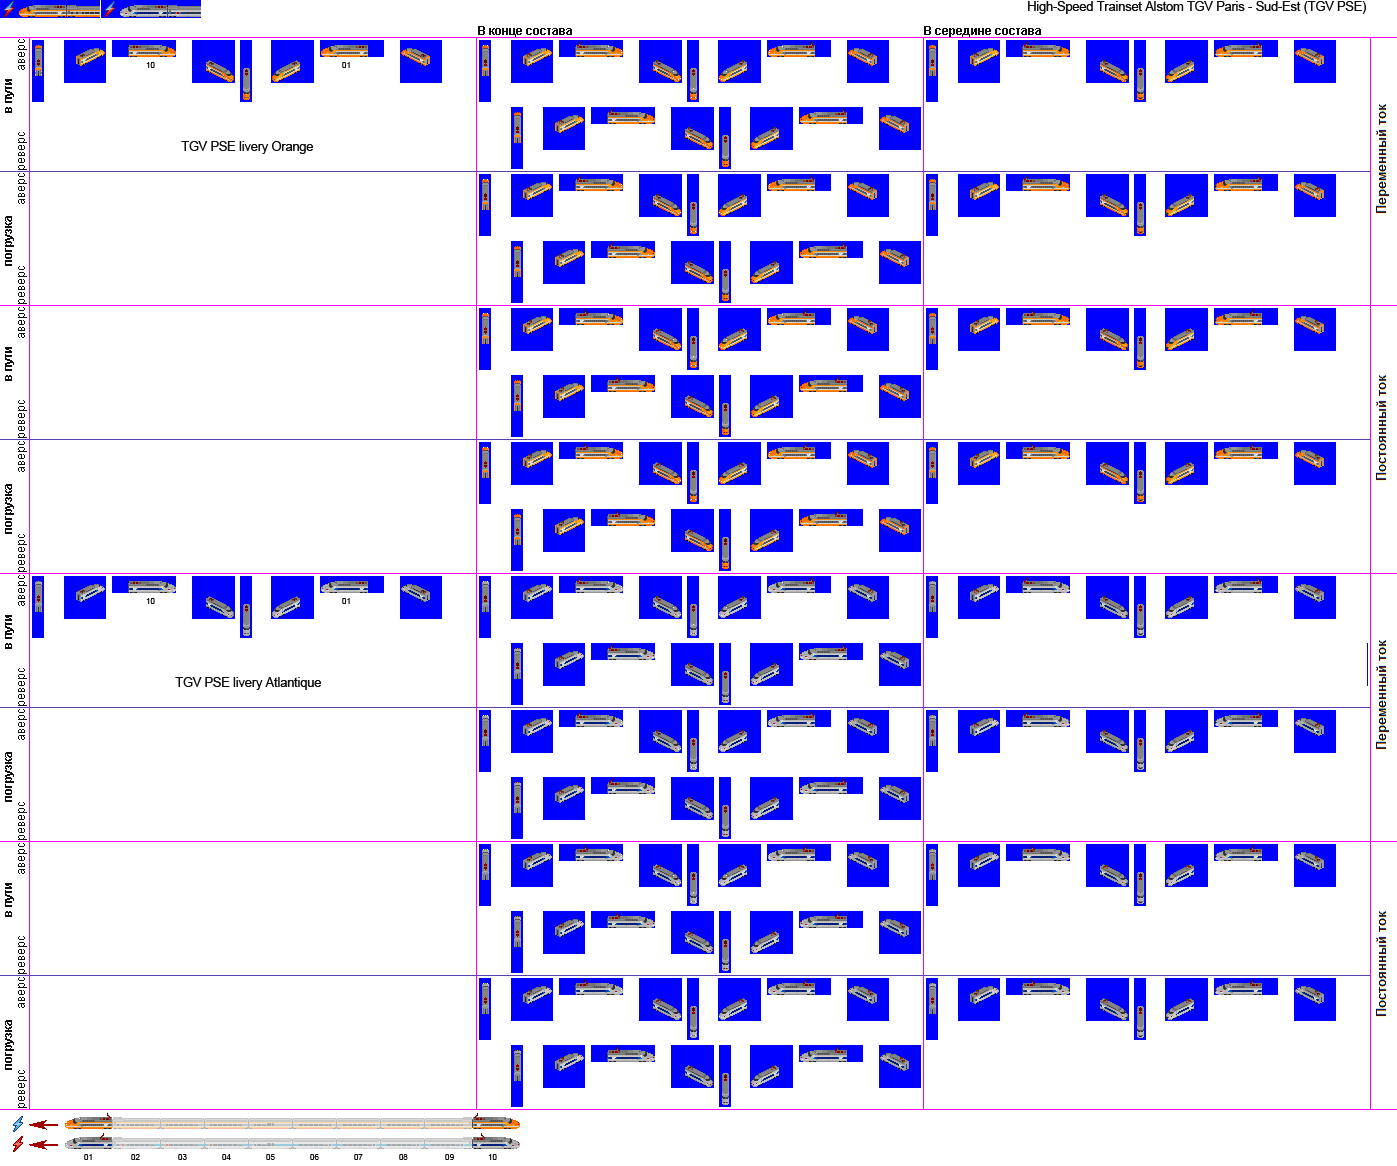 High-Speed Trainset Alstom TGV Paris - Sud-Est (TGV PSE)
В конце состава
В середине состава
в пути
аверс
реверс
10
01
TGV PSE livery Orange
Переменный ток
погрузка
аверс
реверс
в пути
аверс
реверс
Постоянный ток
погрузка
аверс
реверс
в пути
аверс
реверс
10
01
TGV PSE livery Atlantique
Переменный ток
погрузка
аверс
реверс
в пути
аверс
реверс
Постоянный ток
погрузка
аверс
реверс
01 02 03 04 05 06 07 08 09 10